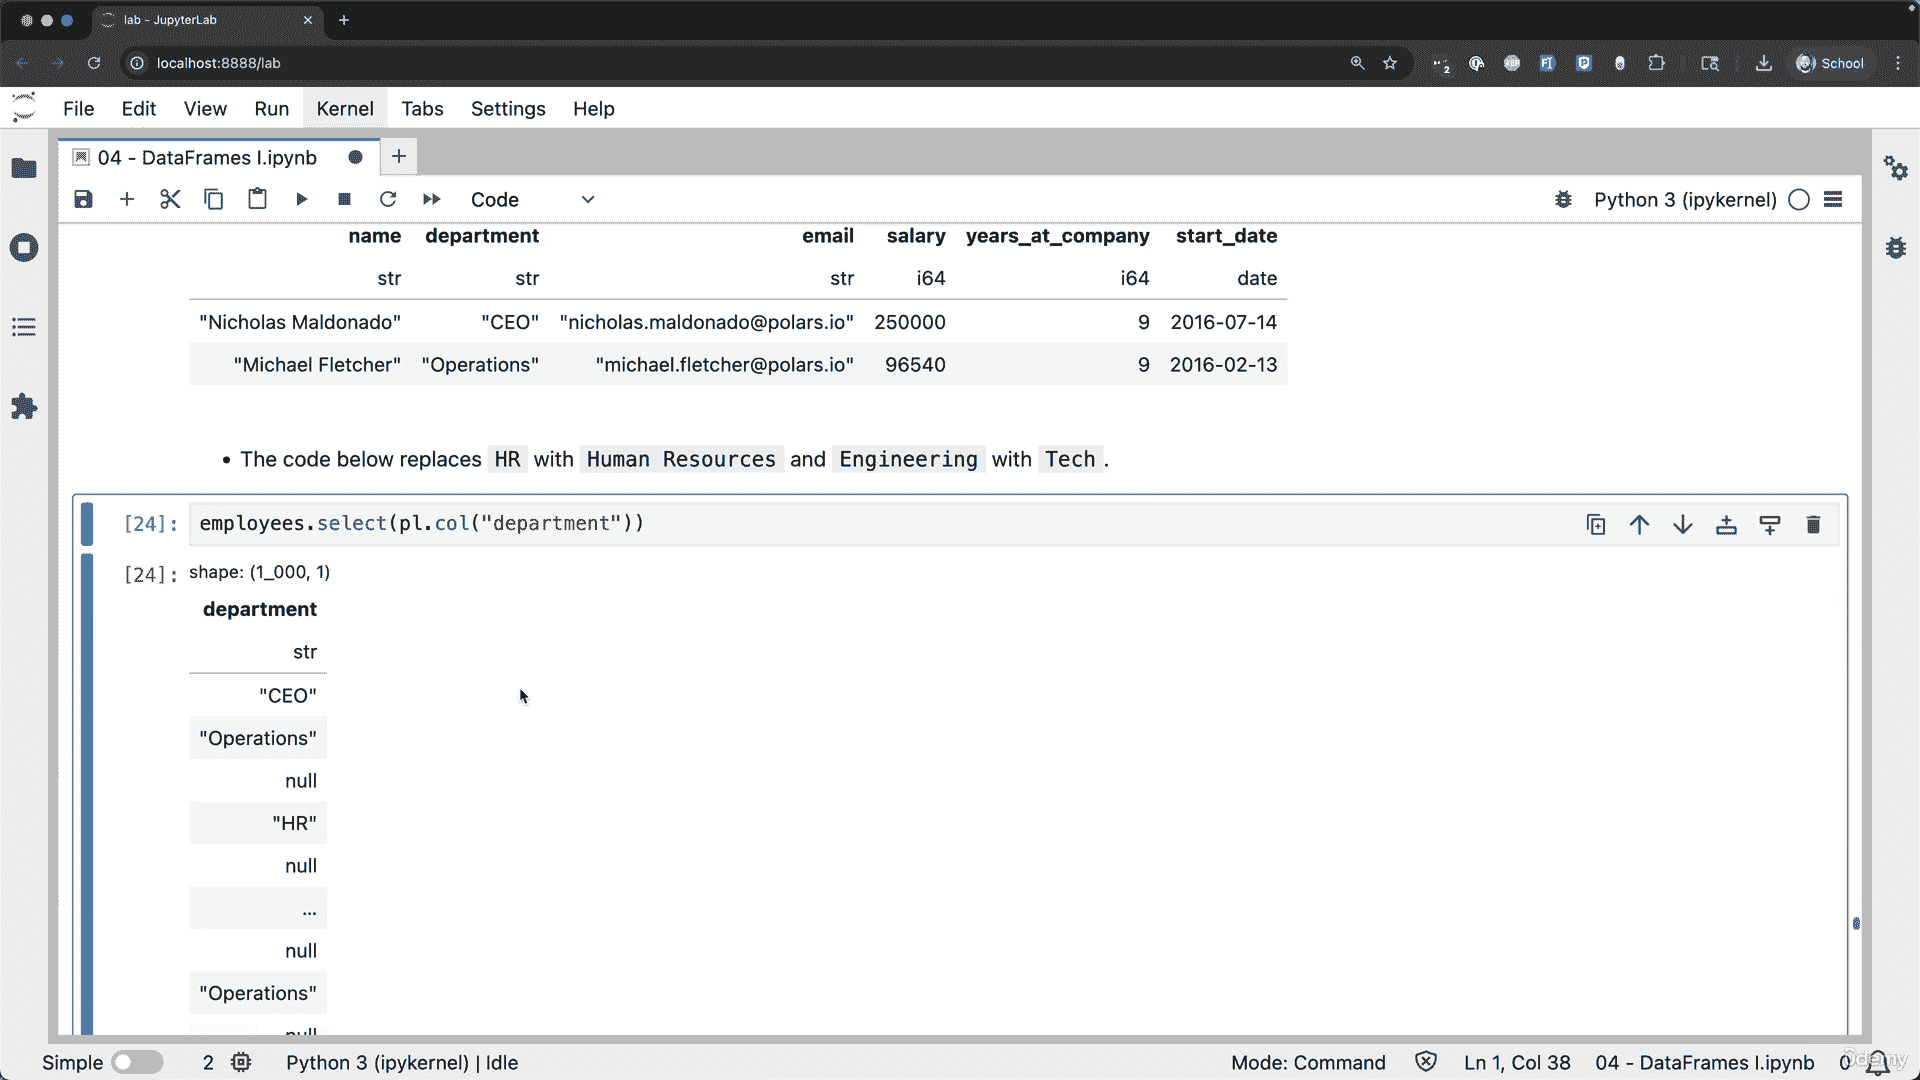 lab - JupyterLab
localhost:8888/lab
2
ABP
School
File Edit View Run Kernel Tabs Settings Help
04 - DataFrames I.ipynb
Code
Python 3 (ipykernel)
name department email salary years_at_company start_date
str str str i64 i64 date
"Nicholas Maldonado" "CEO" "nicholas.maldonado@polars.io" 250000 9 2016-07-14
"Michael Fletcher" "Operations" "michael.fletcher@polars.io" 96540 9 2016-02-13
• The code below replaces HR with Human Resources and Engineering with Tech.
[24]: employees.select(pl.col("department"))
[24]: shape: (1_000, 1)
department
str
"CEO"
"Operations"
null
"HR"
null
...
null
"Operations"
null
Simple 2 Python 3 (ipykernel) | Idle Mode: Command Ln 1, Col 38 04 - DataFrames I.ipynb 0